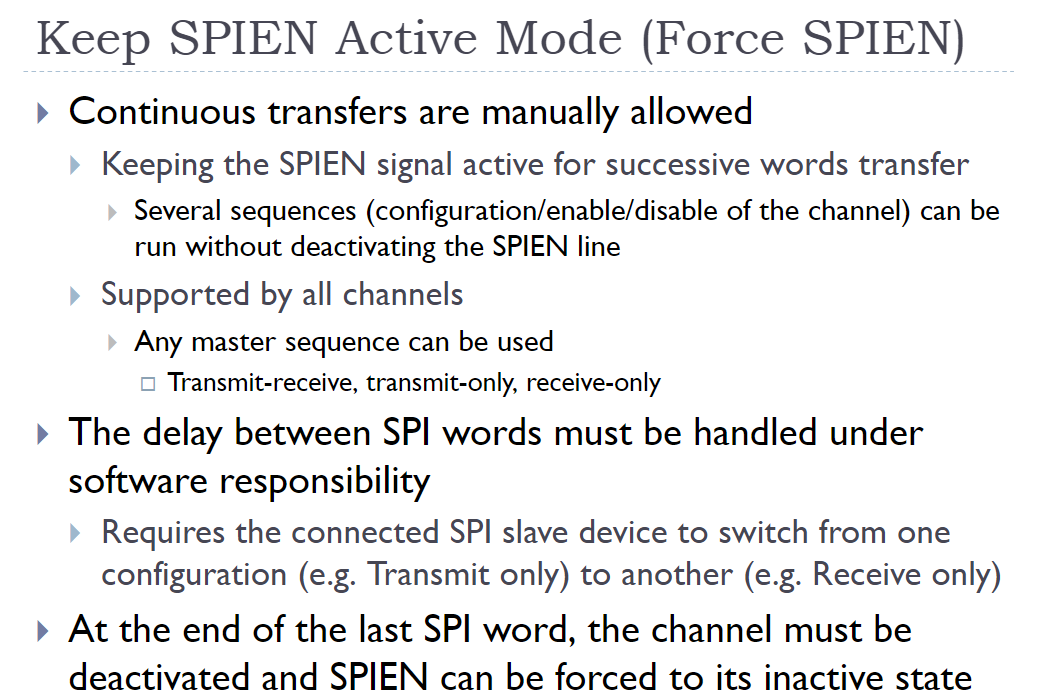 Keep SPIEN Active Mode (Force SPIEN)
Continuous transfers are manually allowed
Keeping the SPIEN signal active for successive words transfer
Several sequences (configuration/enable/disable of the channel) can be
run without deactivating the SPIEN line
Supported by all channels
Any master sequence can be used
Transmit-receive, transmit-only, receive-only
The delay between SPI words must be handled under
software responsibility
Requires the connected SPI slave device to switch from one
configuration (e.g. Transmit only) to another (e.g. Receive only)
At the end of the last SPI word, the channel must be
deactivated and SPIEN can be forced to its inactive state